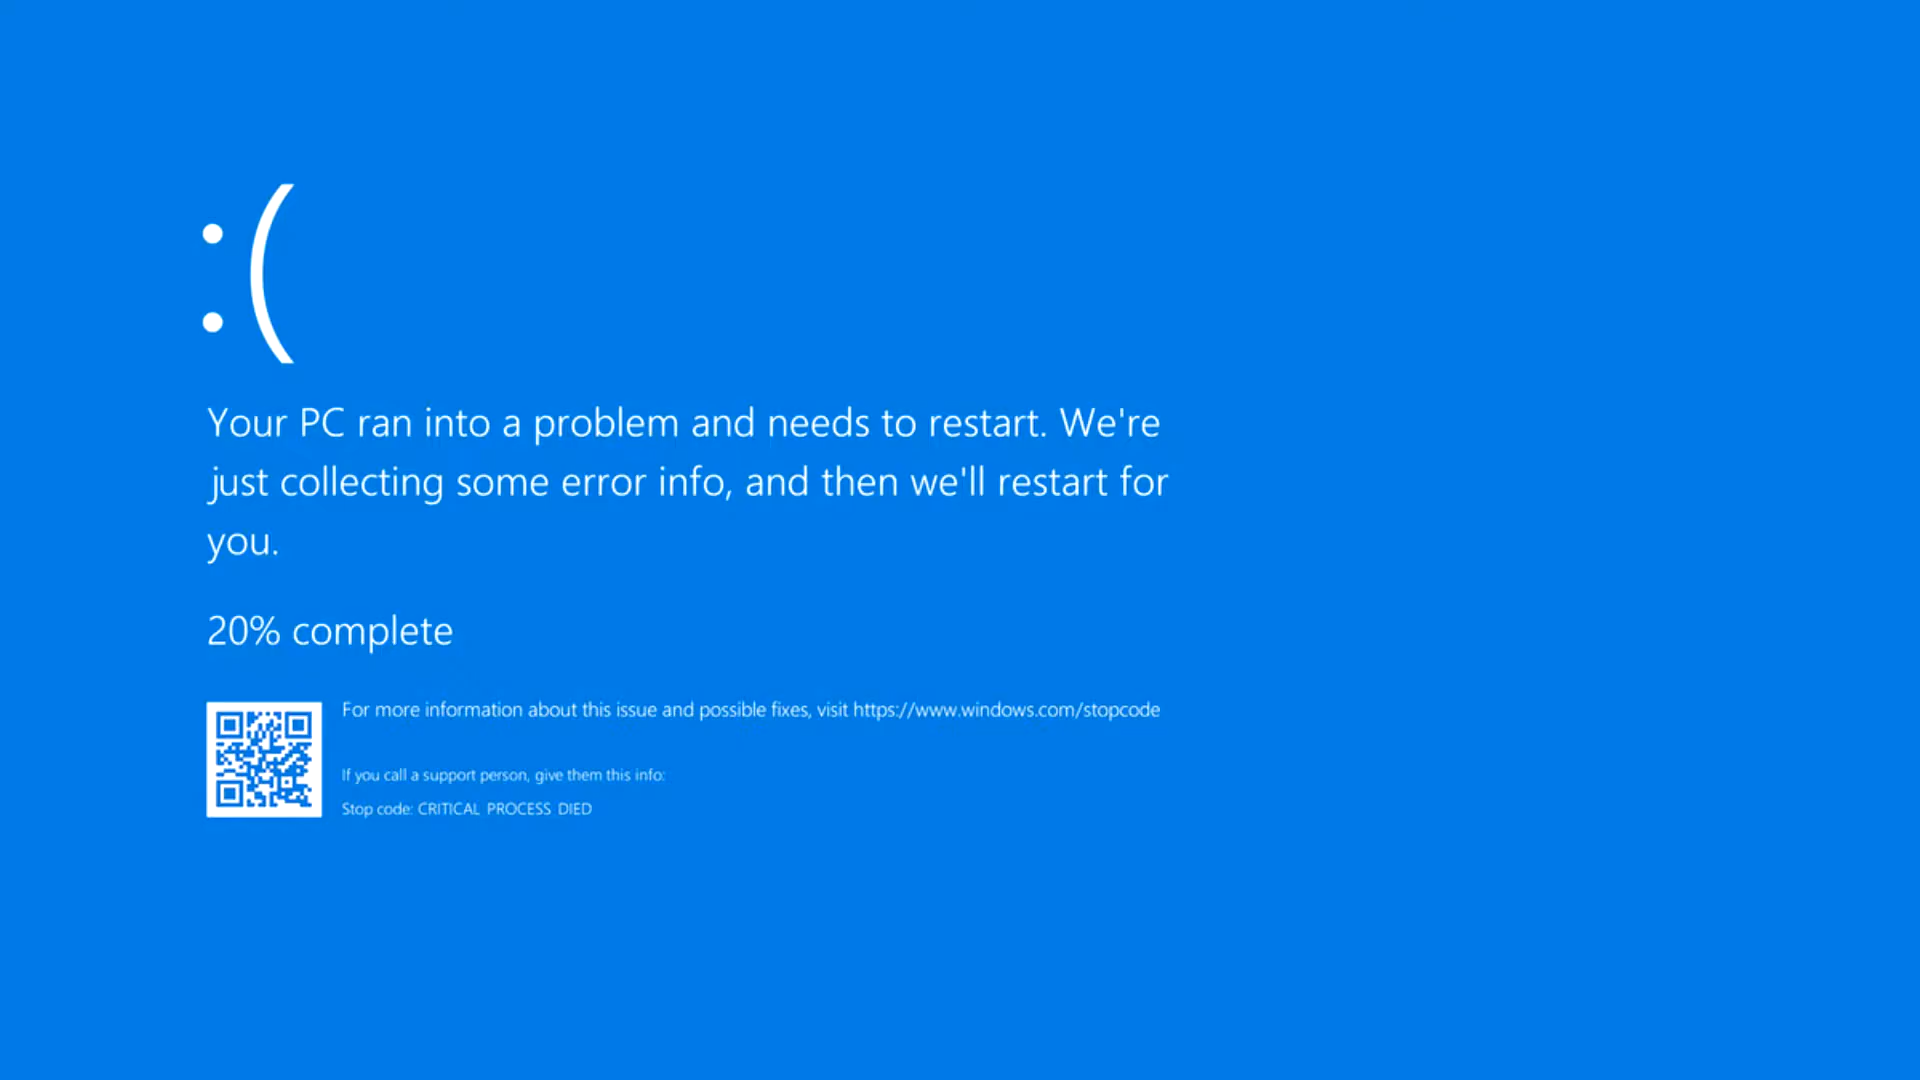 :(
Your PC ran into a problem and needs to restart. We're
just collecting some error info, and then we'll restart for
you.
20% complete
For more information about this issue and possible fixes, visit https://www.windows.com/stopcode
If you call a support person, give them this info:
Stop code: CRITICAL_PROCESS_DIED